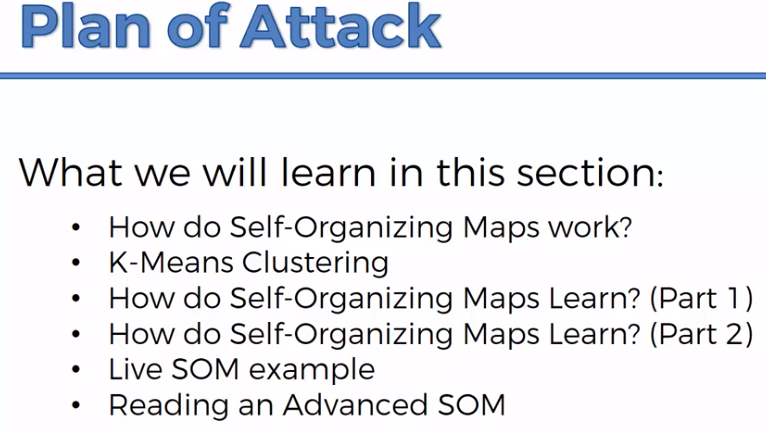 Plan of Attack
What we will learn in this section:
• How do Self-Organizing Maps work?
• K-Means Clustering
• How do Self-Organizing Maps Learn? (Part 1)
• How do Self-Organizing Maps Learn? (Part 2)
• Live SOM example
• Reading an Advanced SOM